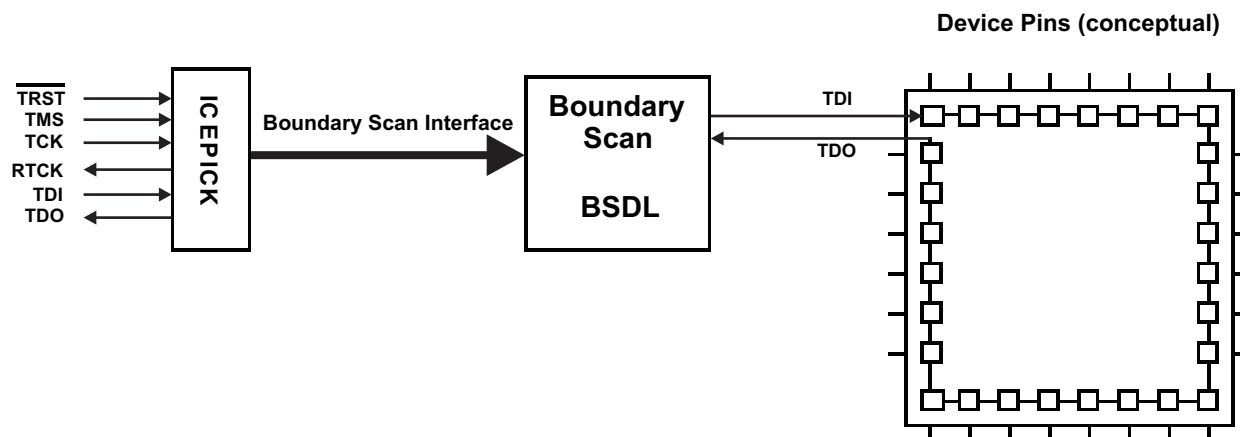 Device Pins (conceptual)
TRST
TMS
TCK
RTCK
TDI
TDO
ICEPICK
Boundary Scan Interface
Boundary
Scan
BSDL
TDI
TDO